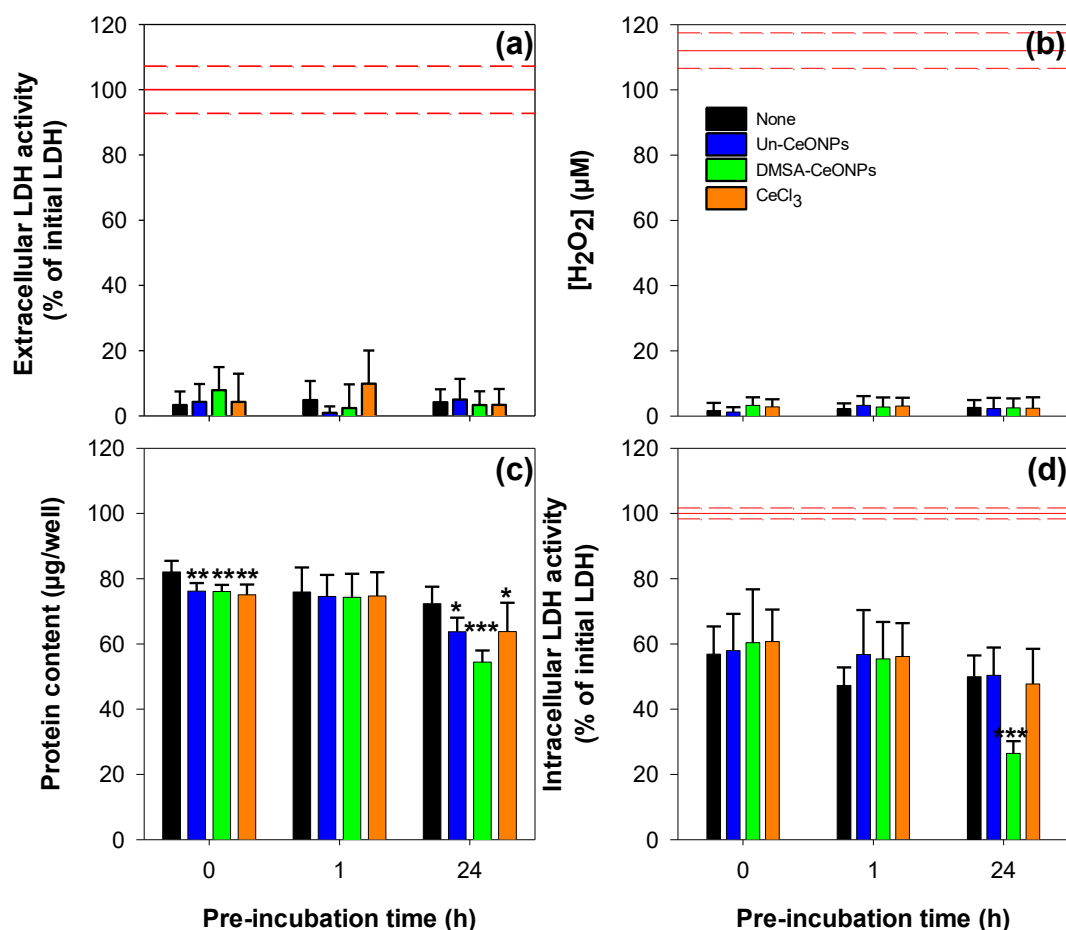 (a)
120
100
80
60
40
20
0
Extracellular LDH activity
(% of initial LDH)
(b)
120
100
80
60
40
20
0
[H₂O₂] (µM)
None
Un-CeONPs
DMSA-CeONPs
CeCl₃
(c)
120
100
80
60
40
20
0
Protein content (µg/well)
** ** **
* *** *
0 1 24
Pre-incubation time (h)
(d)
120
100
80
60
40
20
0
Intracellular LDH activity
(% of initial LDH)
***
0 1 24
Pre-incubation time (h)